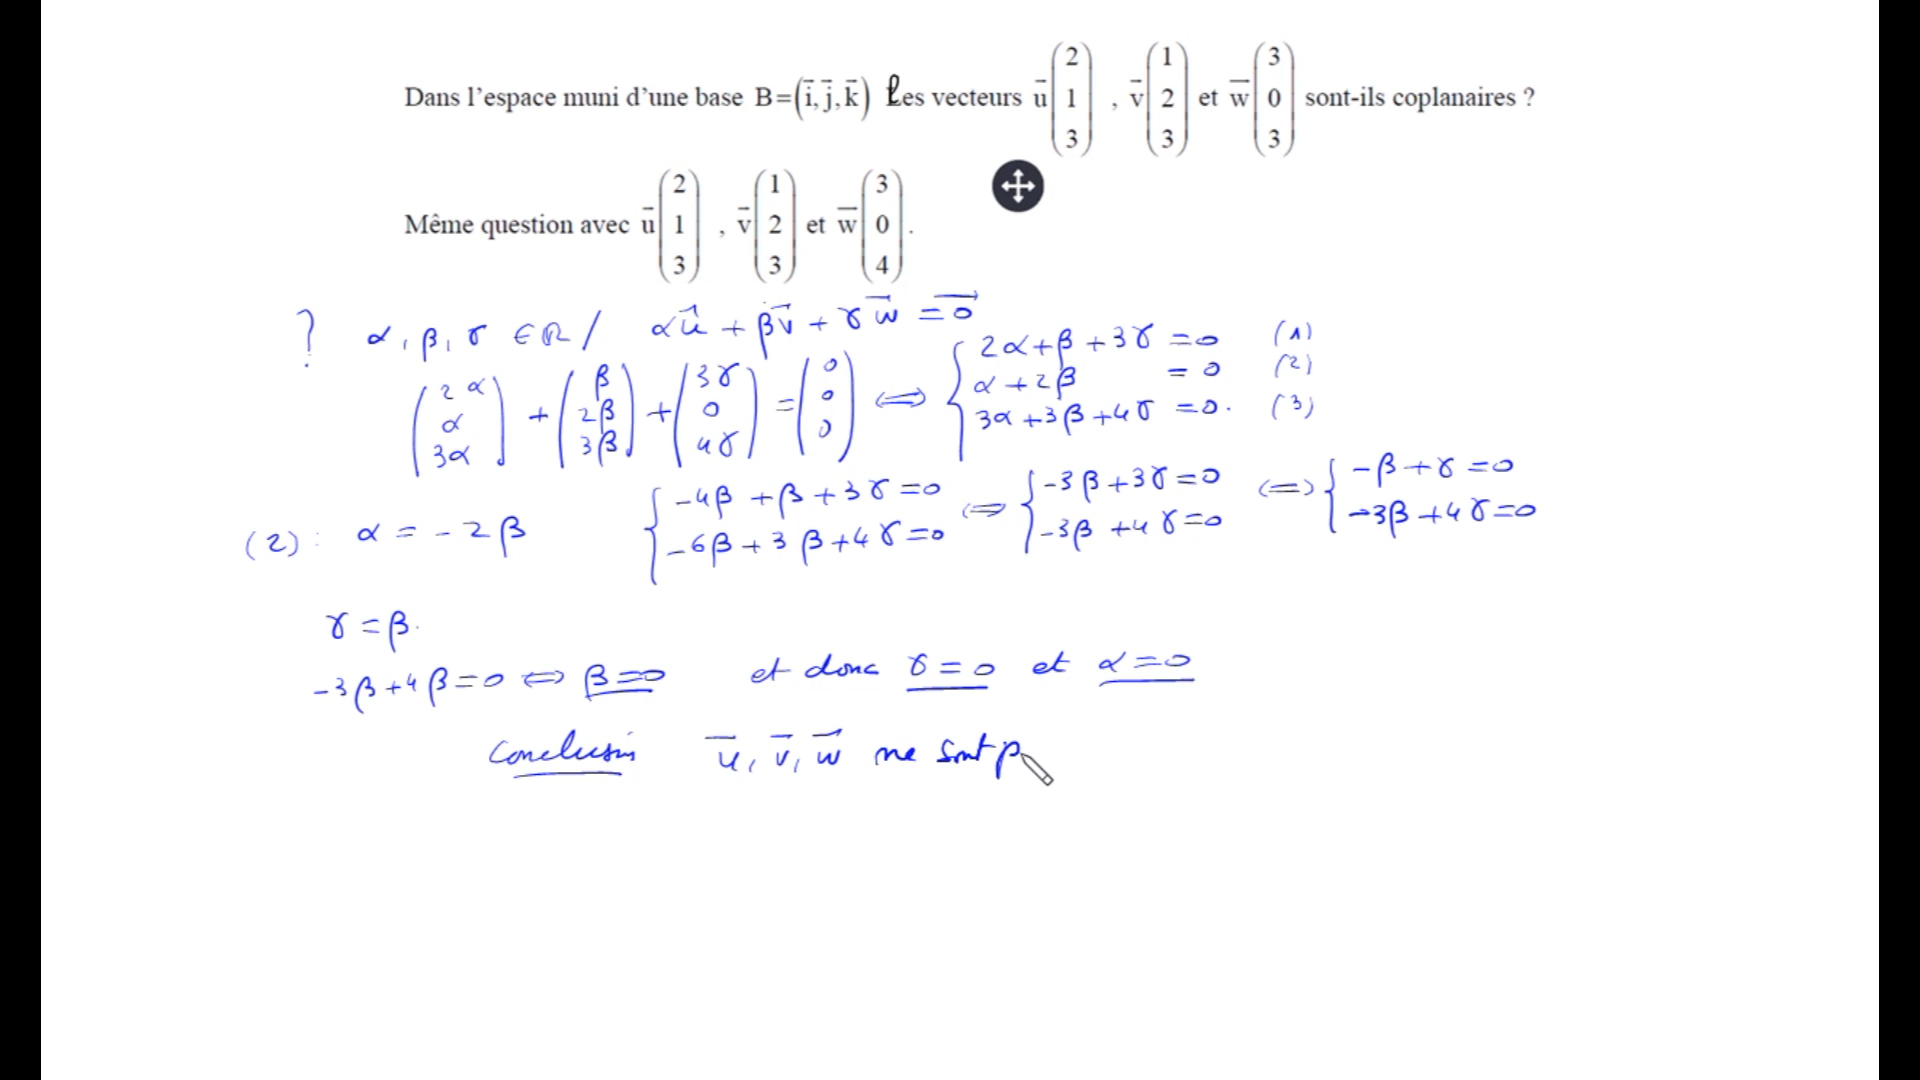 Dans l'espace muni d'une base B=(i⃗, j⃗, k⃗) Les vecteurs u⃗ (2 1 3) , v⃗ (1 2 3) et w⃗ (3 0 3) sont-ils coplanaires ?
Même question avec u⃗ (2 1 3) , v⃗ (1 2 3) et w⃗ (3 0 4) .
? α, β, γ ∈ ℝ / αu⃗ + βv⃗ + γw⃗ = 0⃗
(2α α 3α) + (β 2β 3β) + (3γ 0 4γ) = (0 0 0) ⟺ { 2α+β+3γ = 0 (1)
α+2β = 0 (2)
3α+3β+4γ = 0. (3)
(2) : α = -2β { -4β+β+3γ=0 ⟺ { -3β+3γ=0 ⟺ { -β+γ=0
-6β+3β+4γ=0 -3β+4γ=0 -3β+4γ=0
γ = β.
-3β+4β=0 ⟺ β=0 et donc γ=0 et α=0
Conclusion u⃗, v⃗, w⃗ ne sont p